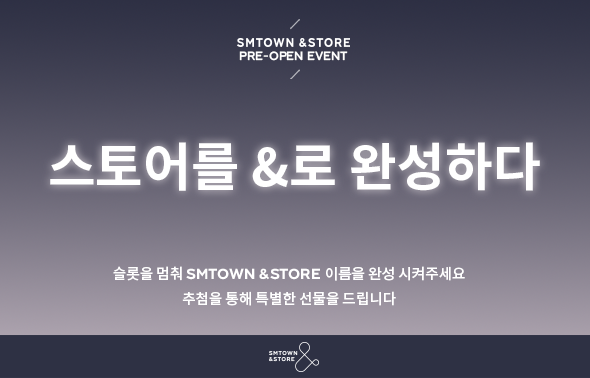 SMTOWN &STORE
PRE-OPEN EVENT
스토어를 &로 완성하다
슬롯을 멈춰 SMTOWN &STORE 이름을 완성 시켜주세요
추첨을 통해 특별한 선물을 드립니다
SMTOWN
&STORE